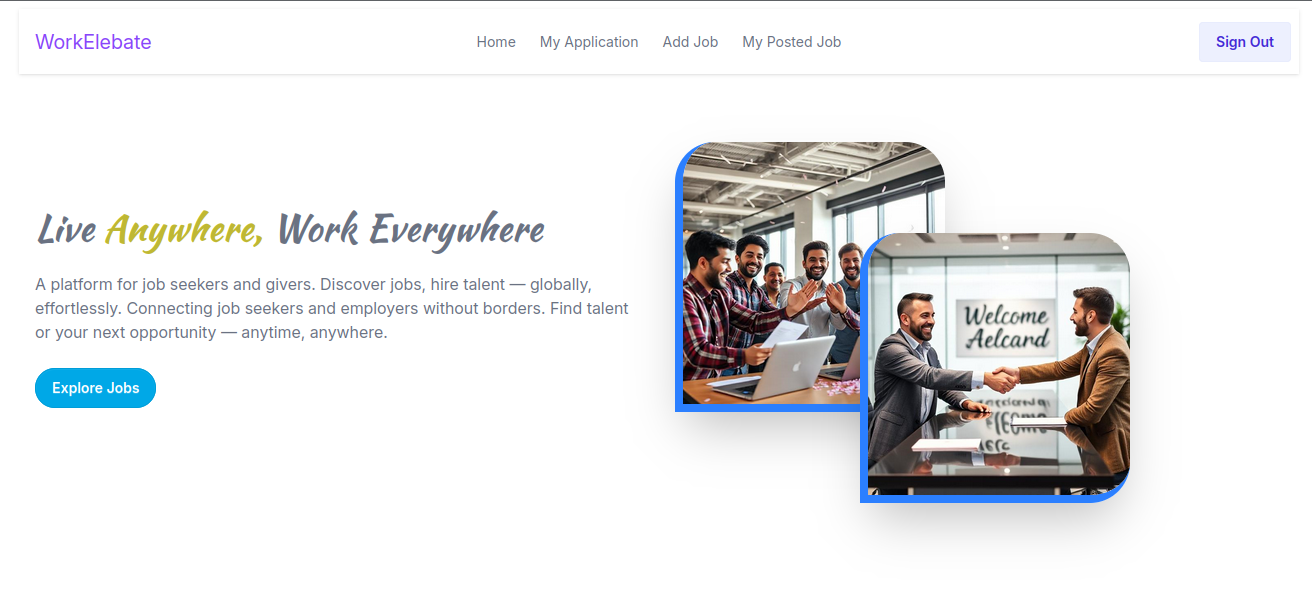 WorkElebate
Home My Application Add Job My Posted Job
Sign Out
Live Anywhere, Work Everywhere
A platform for job seekers and givers. Discover jobs, hire talent — globally,
effortlessly. Connecting job seekers and employers without borders. Find talent
or your next opportunity — anytime, anywhere.
Explore Jobs
Welcome
Aelcand